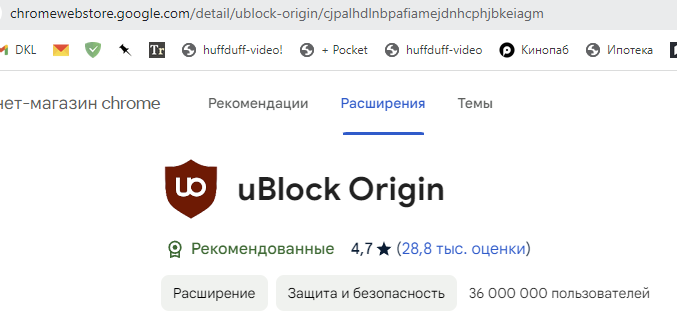 chromewebstore.google.com/detail/ublock-origin/cjpalhdlnbpafiamejdnhcphjbkeiagm
DKL Tr huffduff-video! + Pocket huffduff-video Кинопаб Ипотека
нет-магазин chrome Рекомендации Расширения Темы
uo uBlock Origin
Рекомендованные 4,7 ★ (28,8 тыс. оценки)
Расширение Защита и безопасность 36 000 000 пользователей